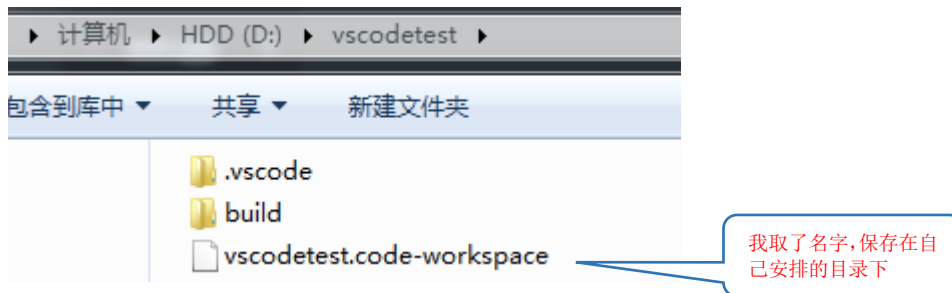 计算机 HDD (D:) vscodetest
包含到库中 共享 新建文件夹
.vscode
build
vscodetest.code-workspace
我取了名字,保存在自
己安排的目录下